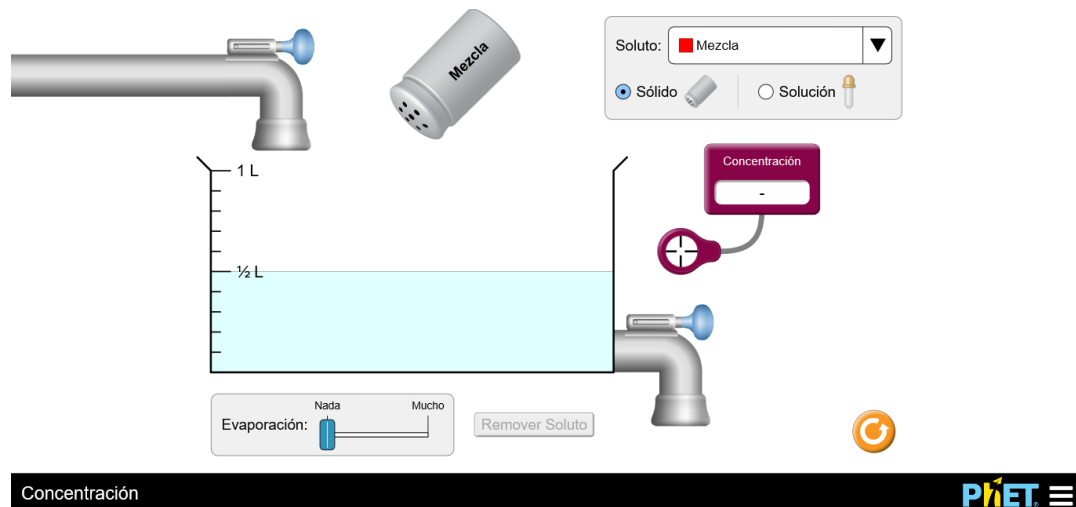 Mezcla
Soluto: Mezcla
Sólido Solución
Concentración
-
1 L
½ L
Evaporación:
Nada Mucho
Remover Soluto
Concentración
PhET